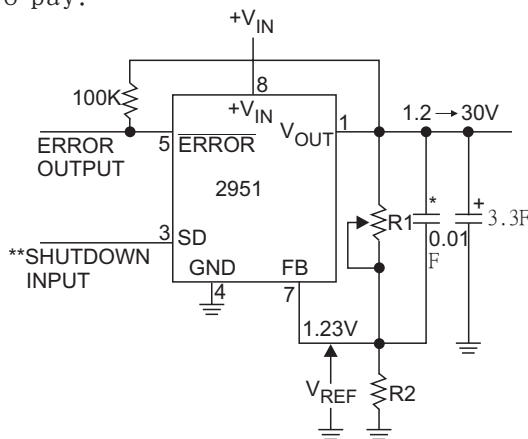 o pay.
+VIN
8
100K
+VIN
1
1.2 → 30V
VOUT
ERROR
OUTPUT
5
ERROR
2951
*
+
3.3F
R1
0.01
F
3
SD
**SHUTDOWN
INPUT
GND
FB
4
7
1.23V
VREF
R2